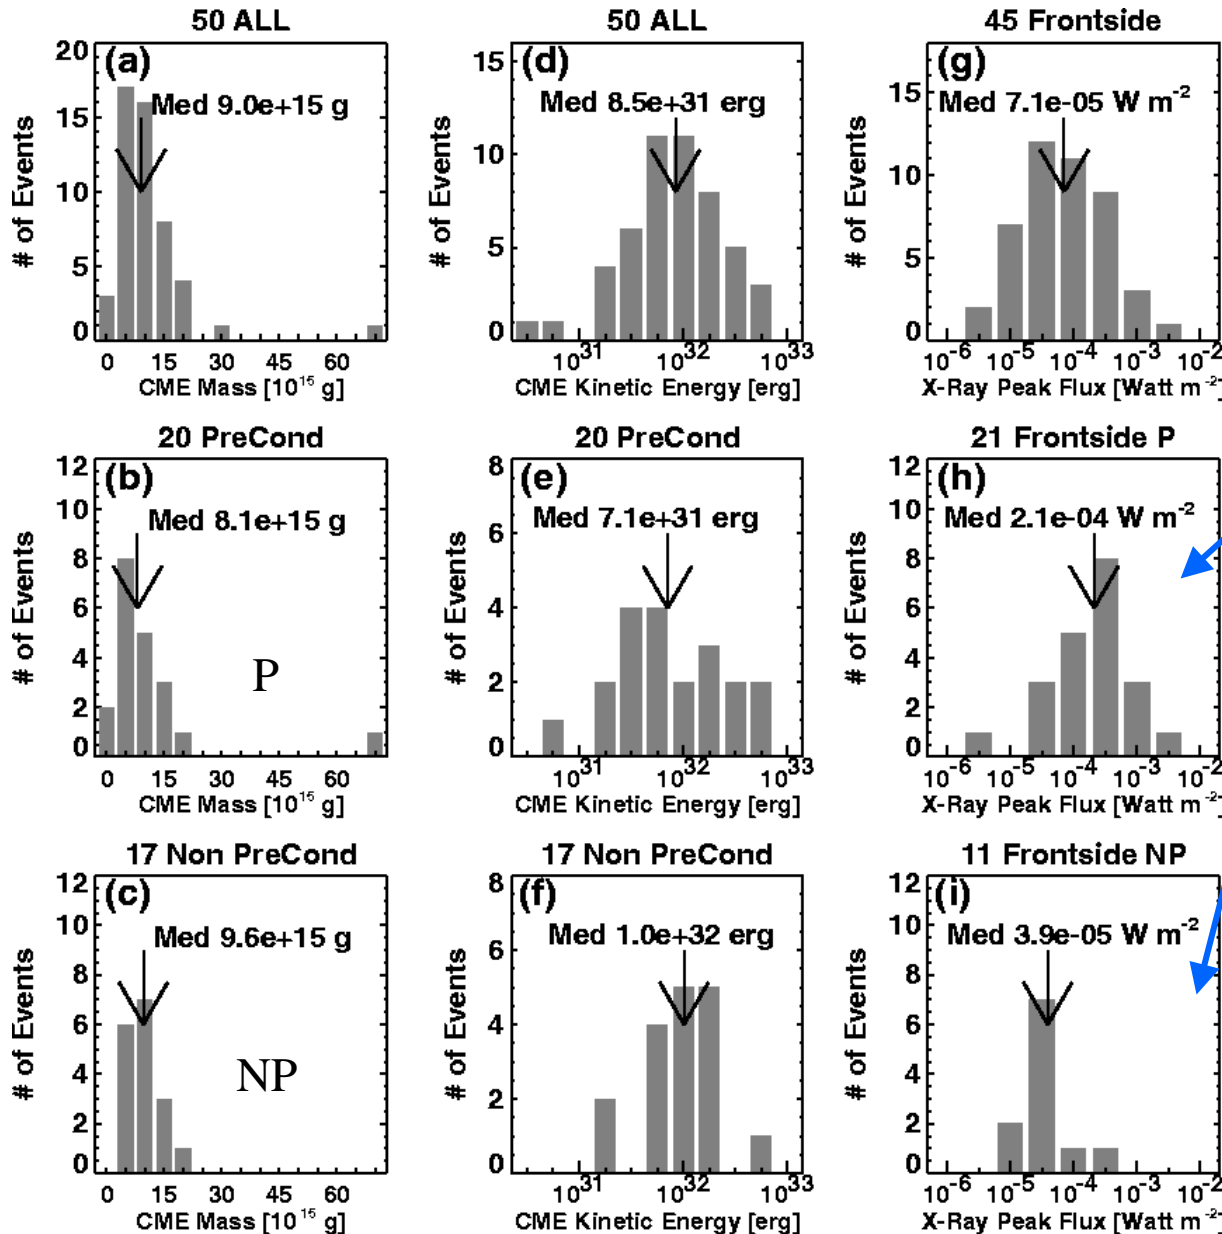 50 ALL
(a)
Med 9.0e+15 g
# of Events
20
15
10
5
0
0 15 30 45 60
CME Mass [10^15 g]
50 ALL
(d)
Med 8.5e+31 erg
# of Events
15
10
5
0
10^31 10^32 10^33
CME Kinetic Energy [erg]
45 Frontside
(g)
Med 7.1e-05 W m^-2
# of Events
15
10
5
0
10^-6 10^-5 10^-4 10^-3 10^-2
X-Ray Peak Flux [Watt m^-2]
20 PreCond
(b)
Med 8.1e+15 g
P
# of Events
12
10
8
6
4
2
0
0 15 30 45 60
CME Mass [10^15 g]
20 PreCond
(e)
Med 7.1e+31 erg
# of Events
8
6
4
2
0
10^31 10^32 10^33
CME Kinetic Energy [erg]
21 Frontside P
(h)
Med 2.1e-04 W m^-2
# of Events
12
10
8
6
4
2
0
10^-6 10^-5 10^-4 10^-3 10^-2
X-Ray Peak Flux [Watt m^-2]
17 Non PreCond
(c)
Med 9.6e+15 g
NP
# of Events
12
10
8
6
4
2
0
0 15 30 45 60
CME Mass [10^15 g]
17 Non PreCond
(f)
Med 1.0e+32 erg
# of Events
8
6
4
2
0
10^31 10^32 10^33
CME Kinetic Energy [erg]
11 Frontside NP
(i)
Med 3.9e-05 W m^-2
# of Events
12
10
8
6
4
2
0
10^-6 10^-5 10^-4 10^-3 10^-2
X-Ray Peak Flux [Watt m^-2]